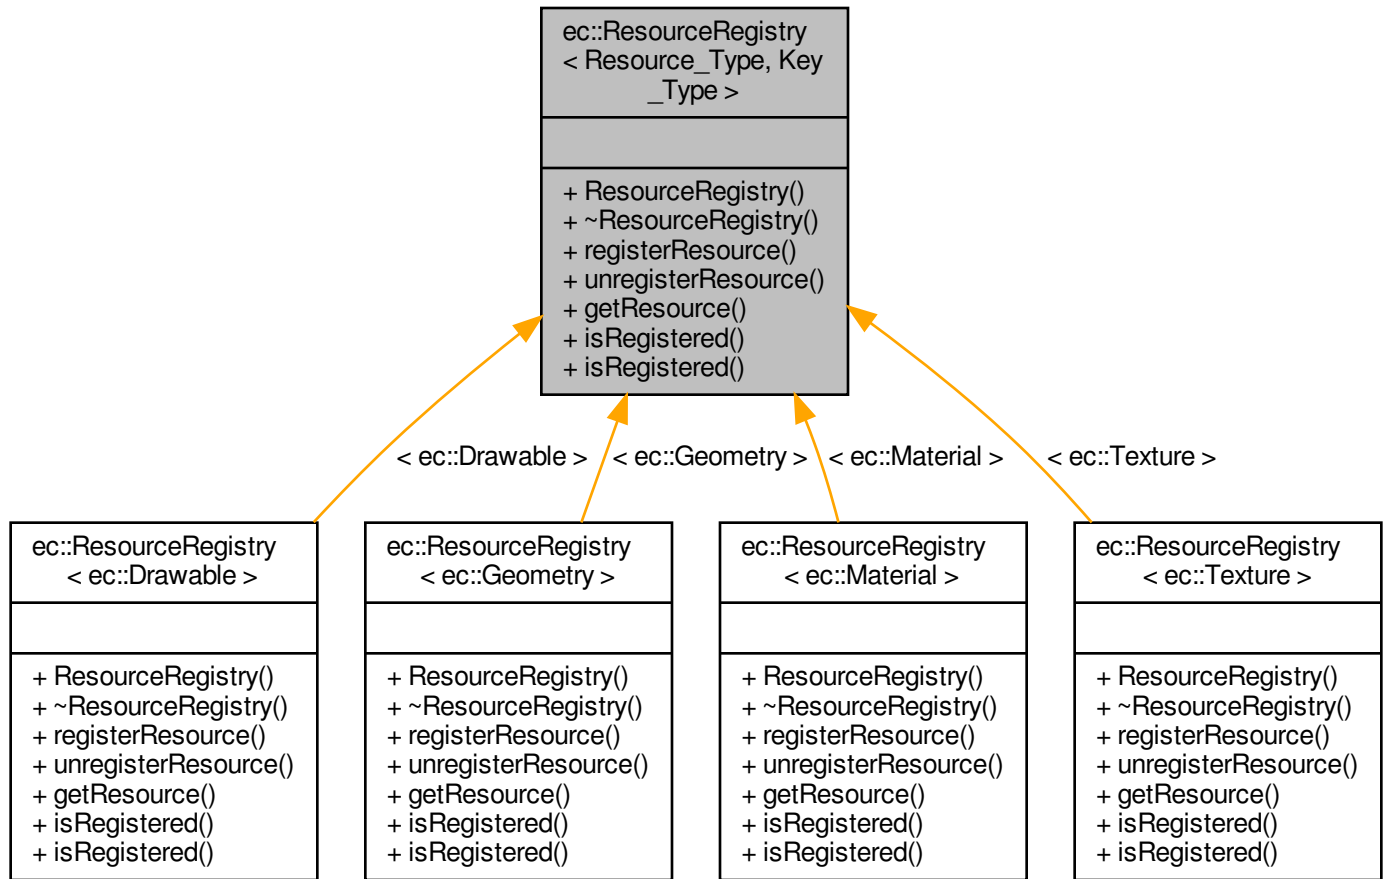 ec::ResourceRegistry
< Resource_Type, Key
_Type >
+ ResourceRegistry()
+ ~ResourceRegistry()
+ registerResource()
+ unregisterResource()
+ getResource()
+ isRegistered()
+ isRegistered()
< ec::Drawable >
< ec::Geometry >
< ec::Material >
< ec::Texture >
ec::ResourceRegistry
< ec::Drawable >
+ ResourceRegistry()
+ ~ResourceRegistry()
+ registerResource()
+ unregisterResource()
+ getResource()
+ isRegistered()
+ isRegistered()
ec::ResourceRegistry
< ec::Geometry >
+ ResourceRegistry()
+ ~ResourceRegistry()
+ registerResource()
+ unregisterResource()
+ getResource()
+ isRegistered()
+ isRegistered()
ec::ResourceRegistry
< ec::Material >
+ ResourceRegistry()
+ ~ResourceRegistry()
+ registerResource()
+ unregisterResource()
+ getResource()
+ isRegistered()
+ isRegistered()
ec::ResourceRegistry
< ec::Texture >
+ ResourceRegistry()
+ ~ResourceRegistry()
+ registerResource()
+ unregisterResource()
+ getResource()
+ isRegistered()
+ isRegistered()